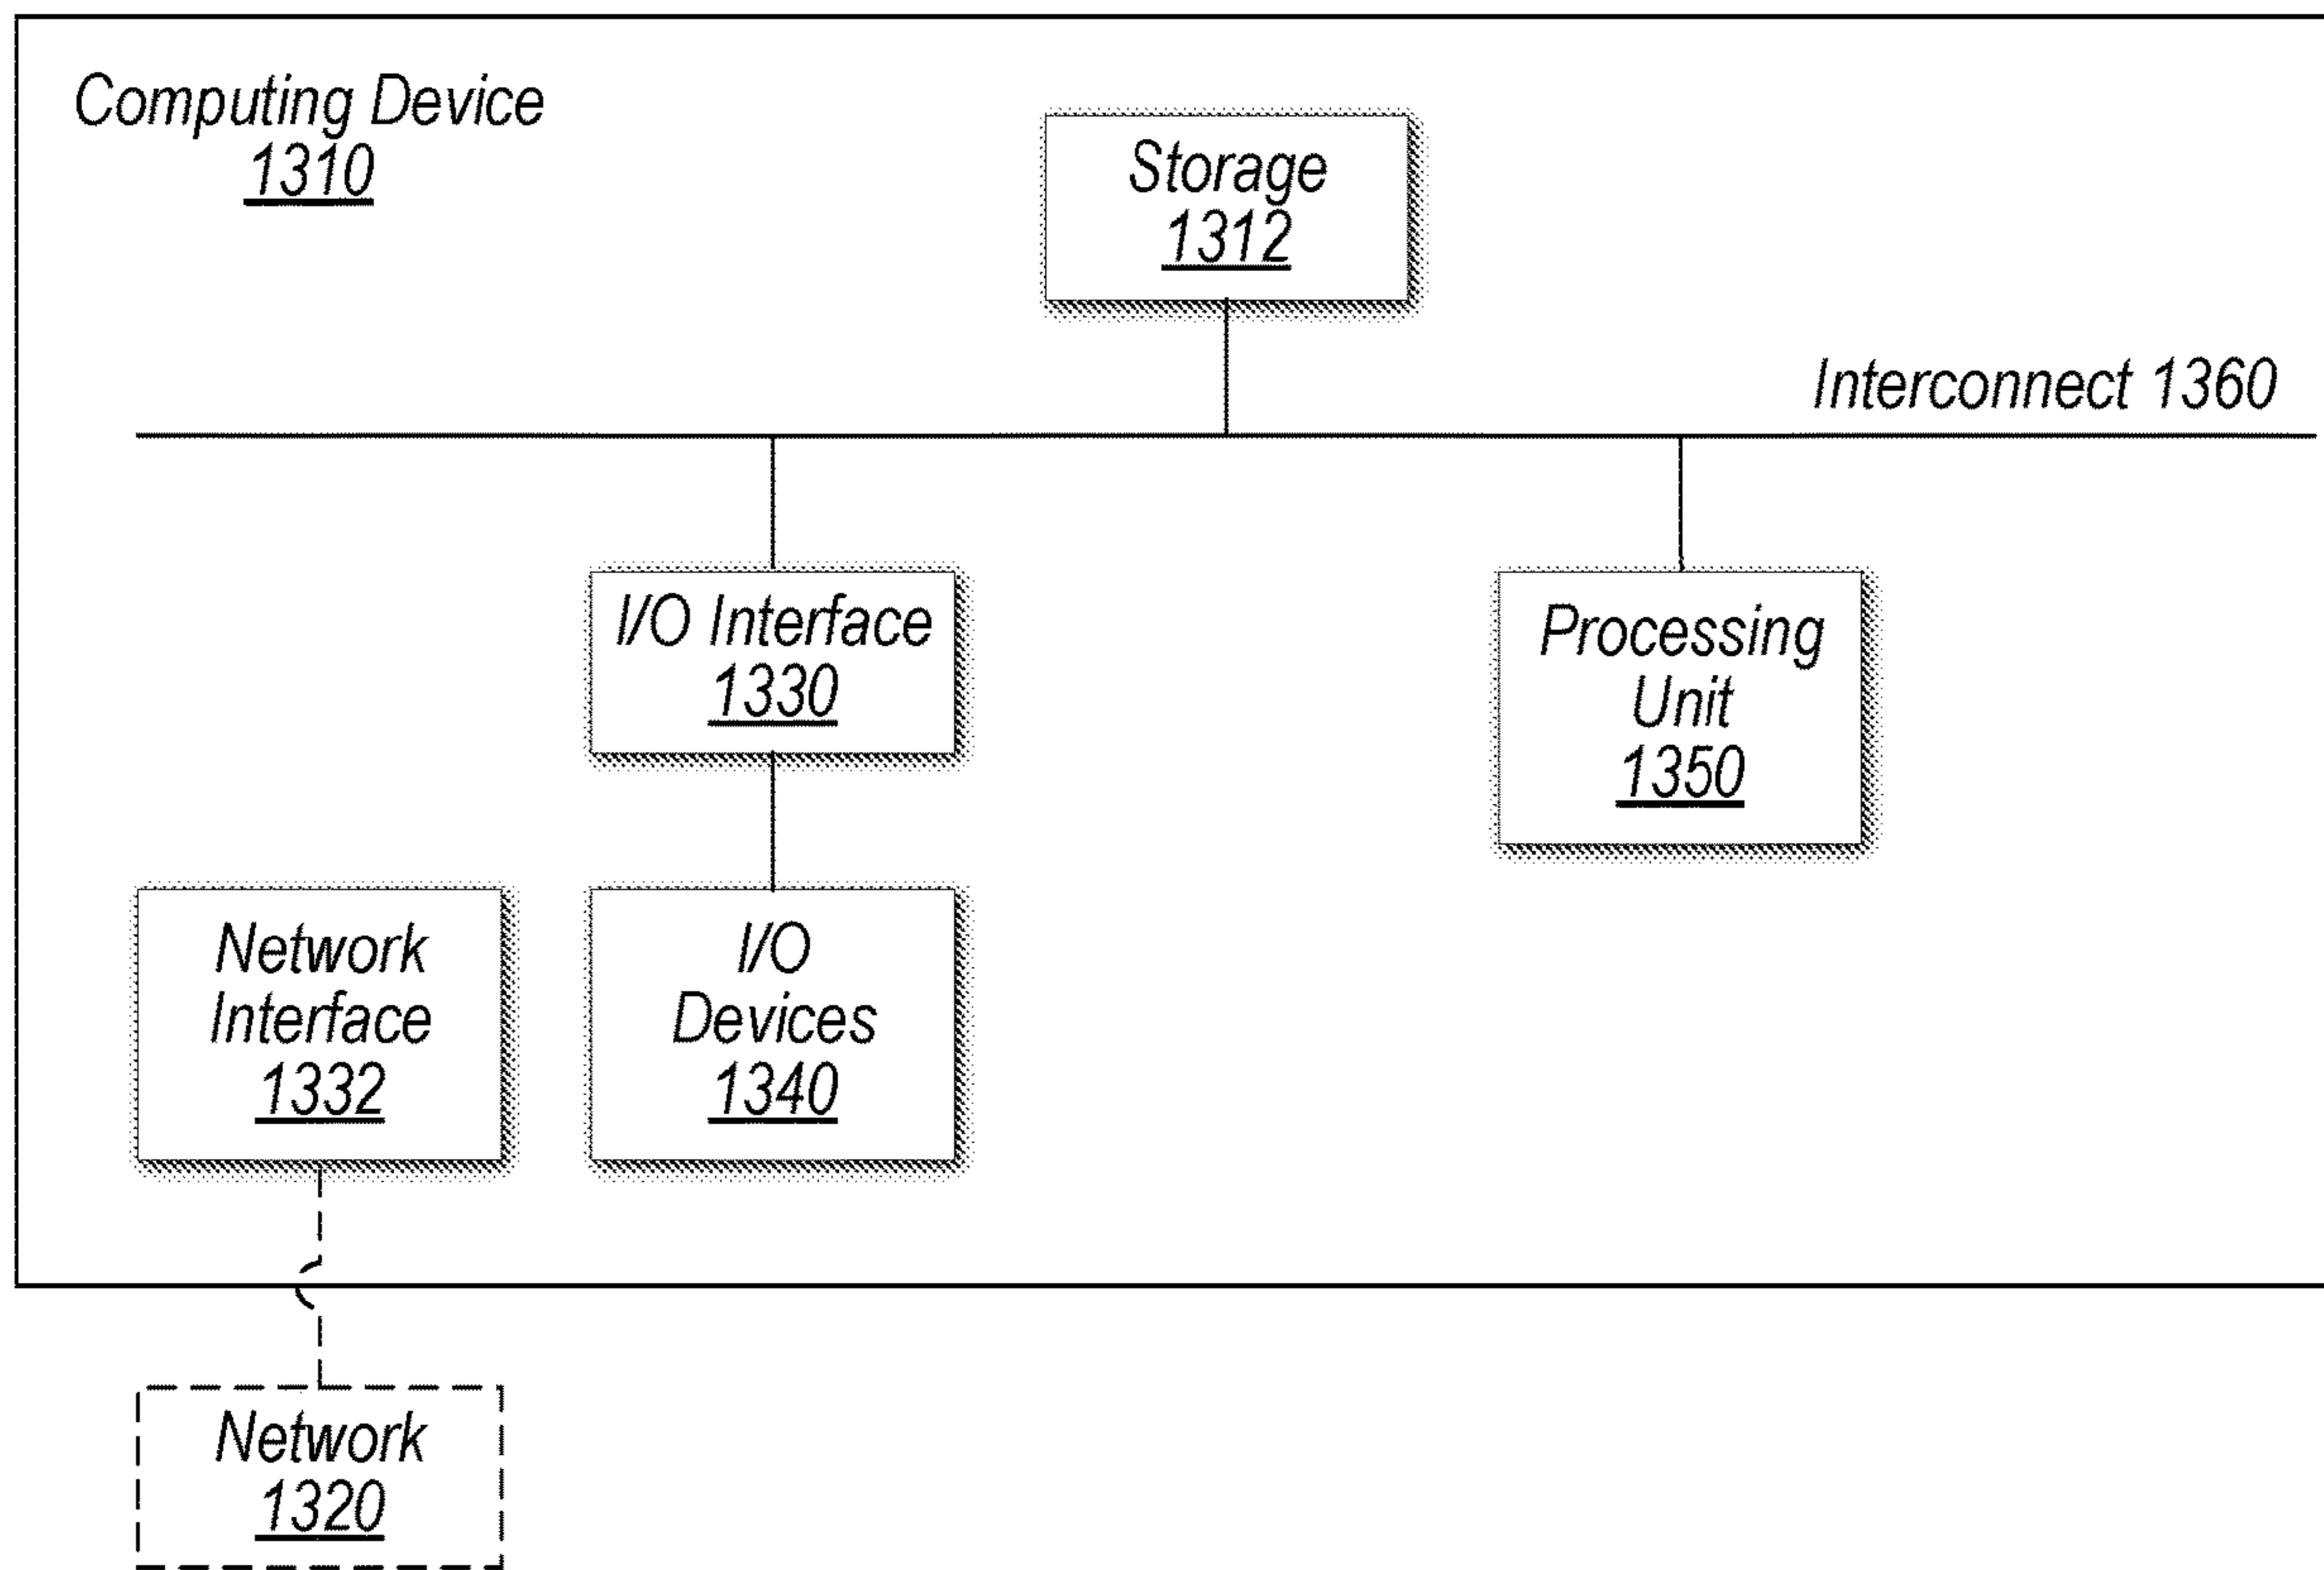 Computing Device
1310
Storage
1312
Interconnect 1360
I/O Interface
1330
Processing
Unit
1350
Network
Interface
1332
I/O
Devices
1340
Network
1320